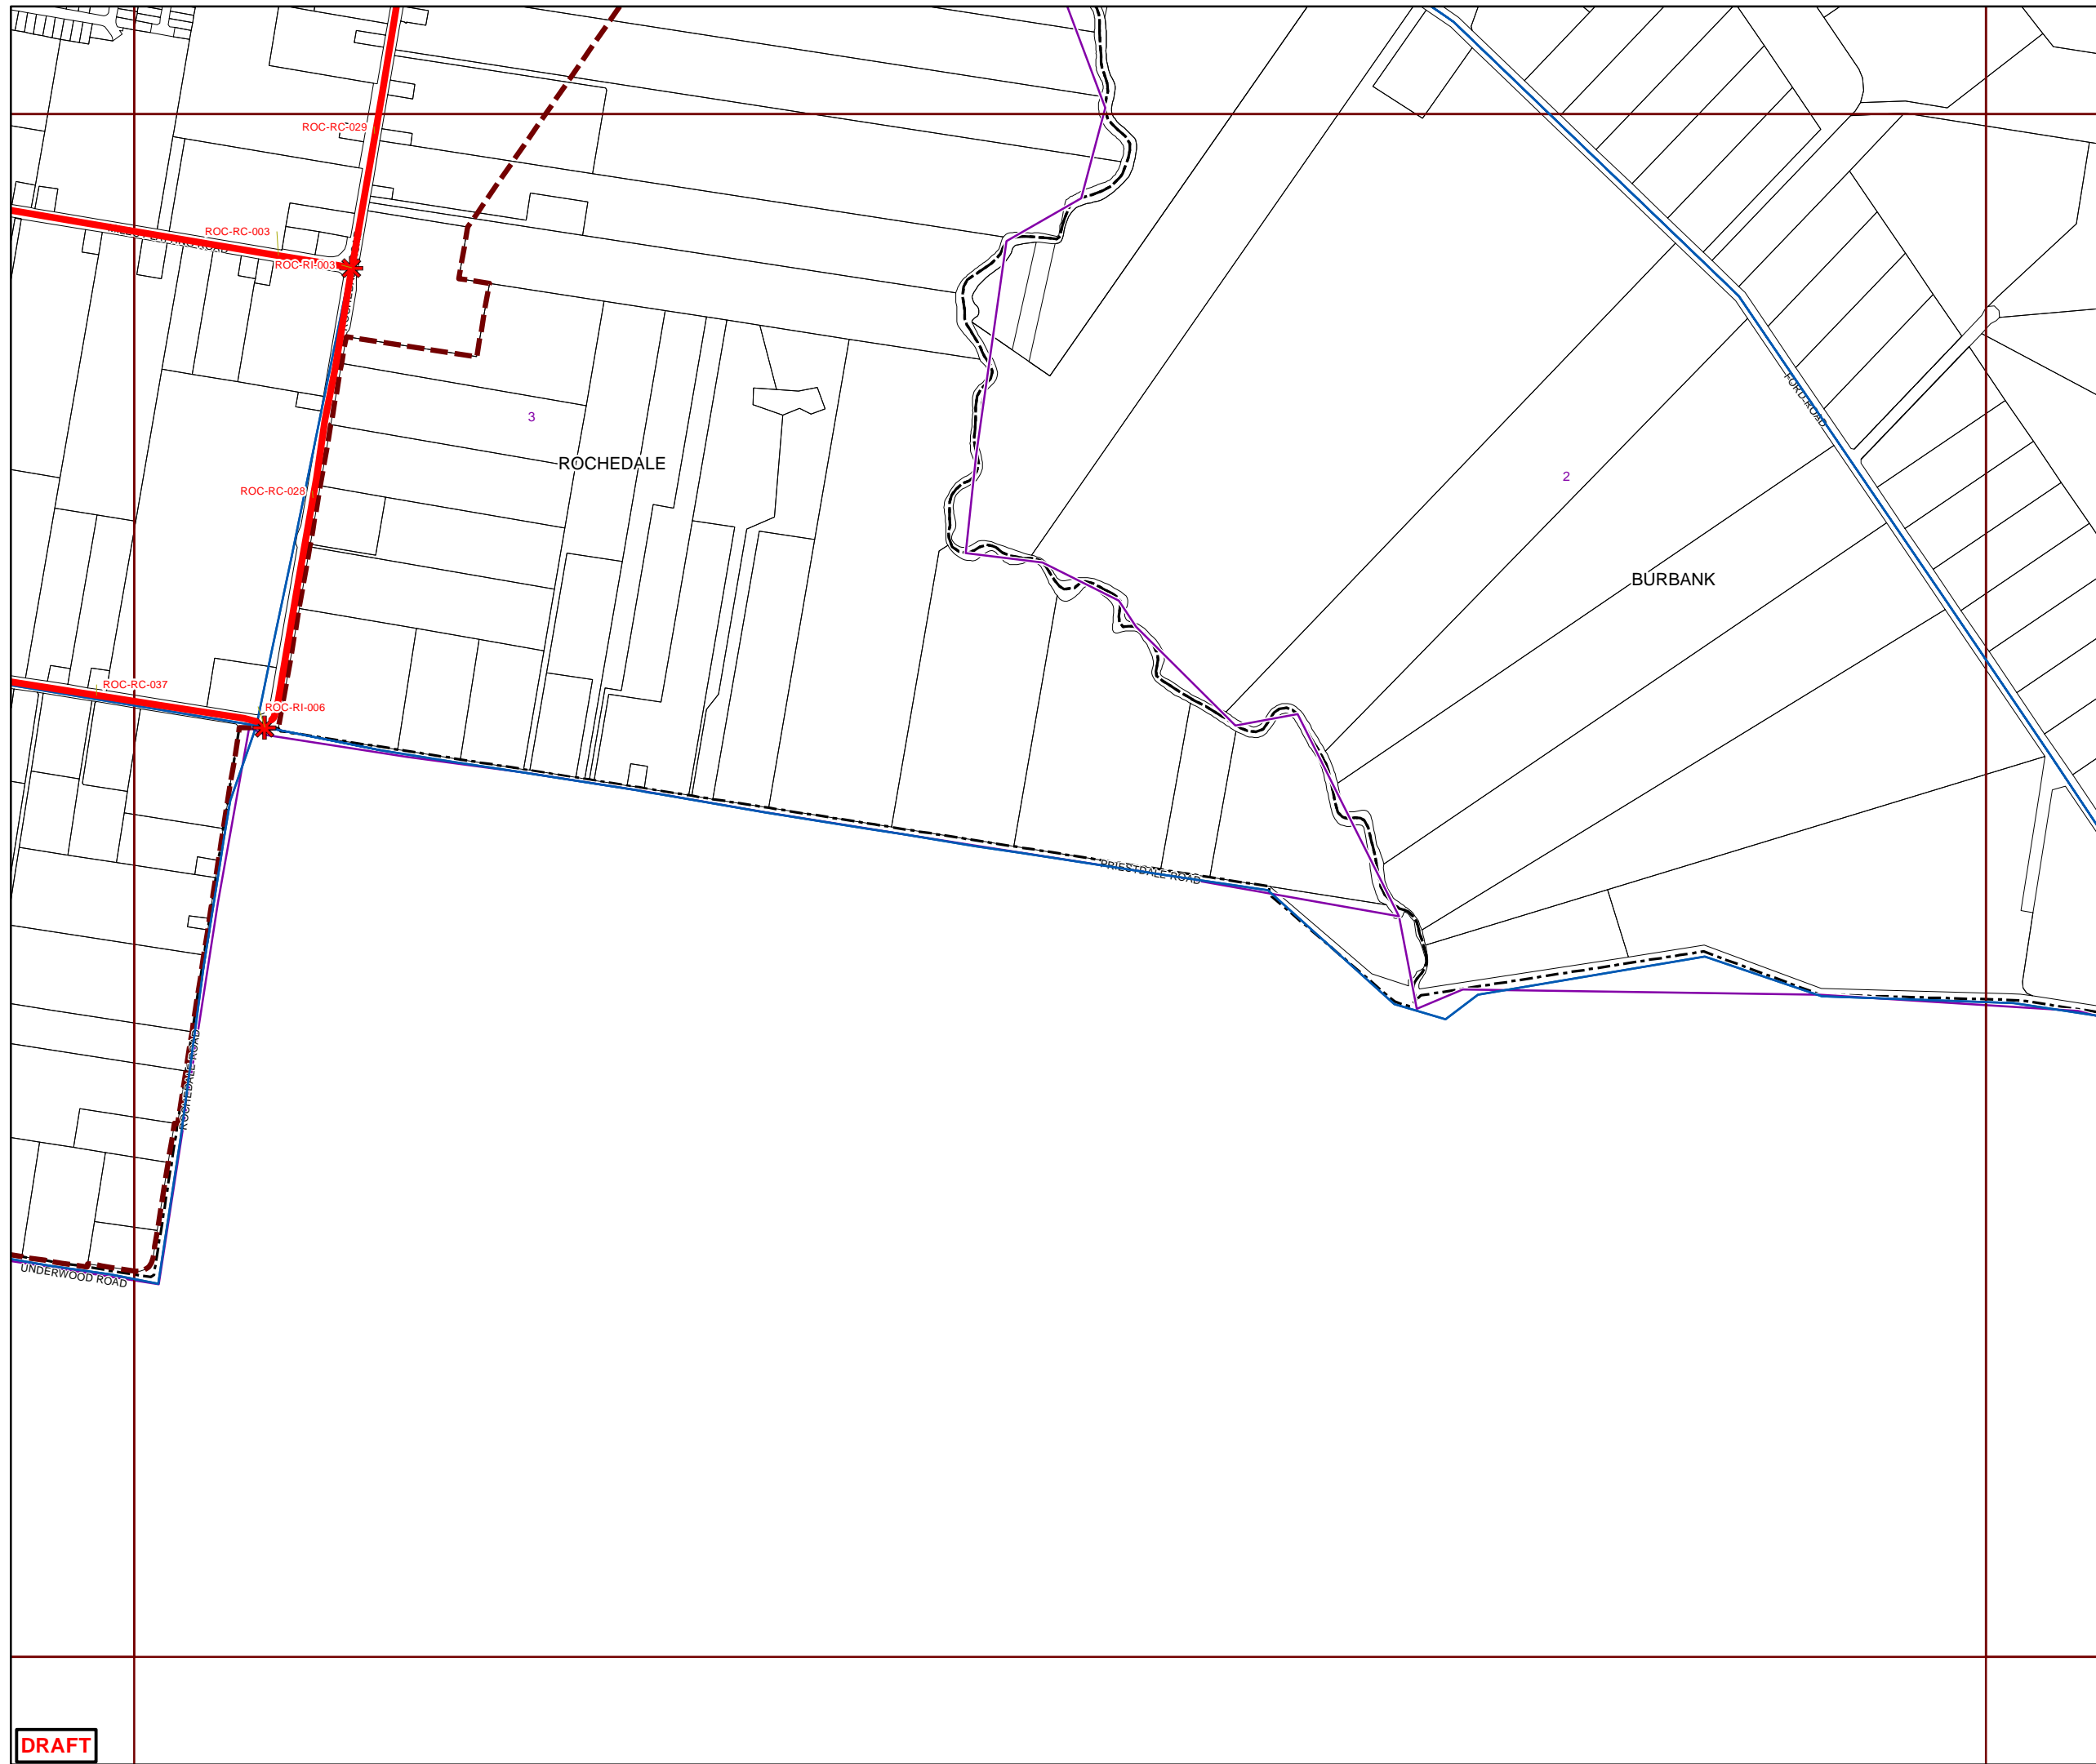 ROC-RC-029
ROC-RC-003
ROC-RI-003
FORD ROAD
3
ROCHEDALE
2
ROC-RC-028
BURBANK
ROC-RC-037
ROC-RI-006
PRIESTDALE ROAD
ROCHEDALE ROAD
UNDERWOOD ROAD
DRAFT